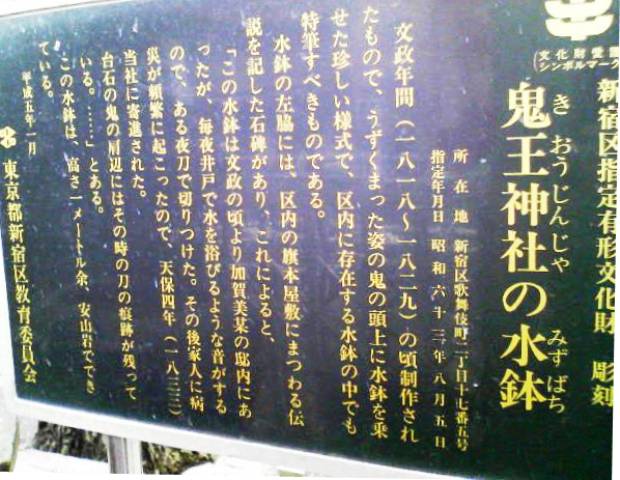 文化財愛護
シンボルマーク
新宿区指定有形文化財 彫刻
き おう じん じゃ みず ばち
鬼王神社の水鉢
所 在 地 新宿区歌舞伎町二丁目十七番五号
指定年月日 昭和六十三年八月五日
文政年間(一八一八〜一八二九)の頃制作され
たもので、うずくまった姿の鬼の頭上に水鉢を乗
せた珍しい様式で、区内に存在する水鉢の中でも
特筆すべきものである。
水鉢の左脇には、区内の旗本屋敷にまつわる伝
説を記した石碑があり、これによると、
「この水鉢は文政の頃より加賀美某の邸内にあ
ったが、毎夜井戸で水を浴びるような音がする
ので、ある夜刀で切りつけた。その後家人に病
災が頻繁に起こったので、天保四年(一八三三)
当社に寄進された。
台石の鬼の肩辺にはその時の刀の痕跡が残って
いる。……」とある。
この水鉢は、高さ一メートル余、安山岩ででき
ている。
平成五年一月
東京都新宿区教育委員会